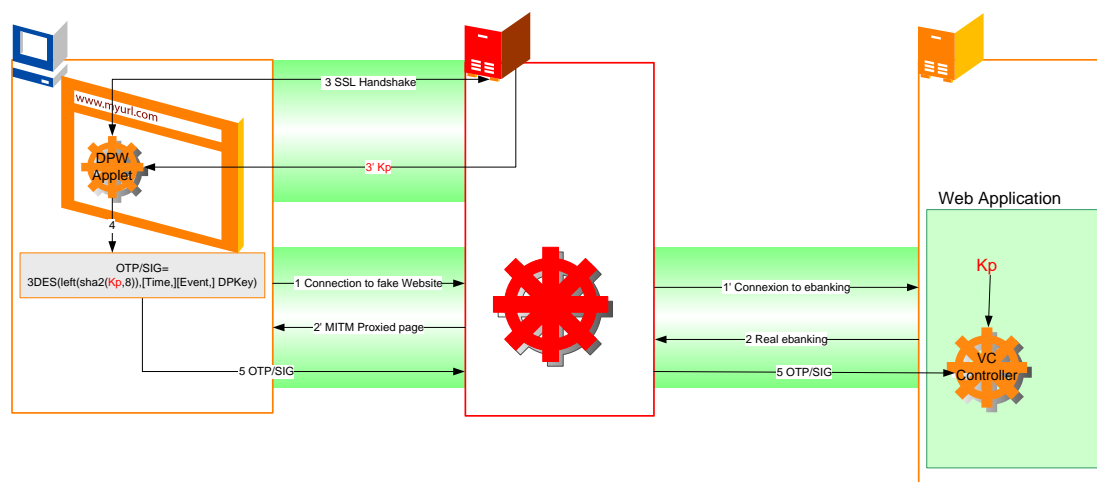 3 SSL Handshake
www.myurl.com
DPW
Applet
3' Kp
4
Web Application
OTP/SIG=
3DES(left(sha2(Kp,8)),[Time,][Event,] DPKey)
Kp
1 Connection to fake Website
1' Connexion to ebanking
2' MITM Proxied page
2 Real ebanking
VC
Controller
5 OTP/SIG
5 OTP/SIG